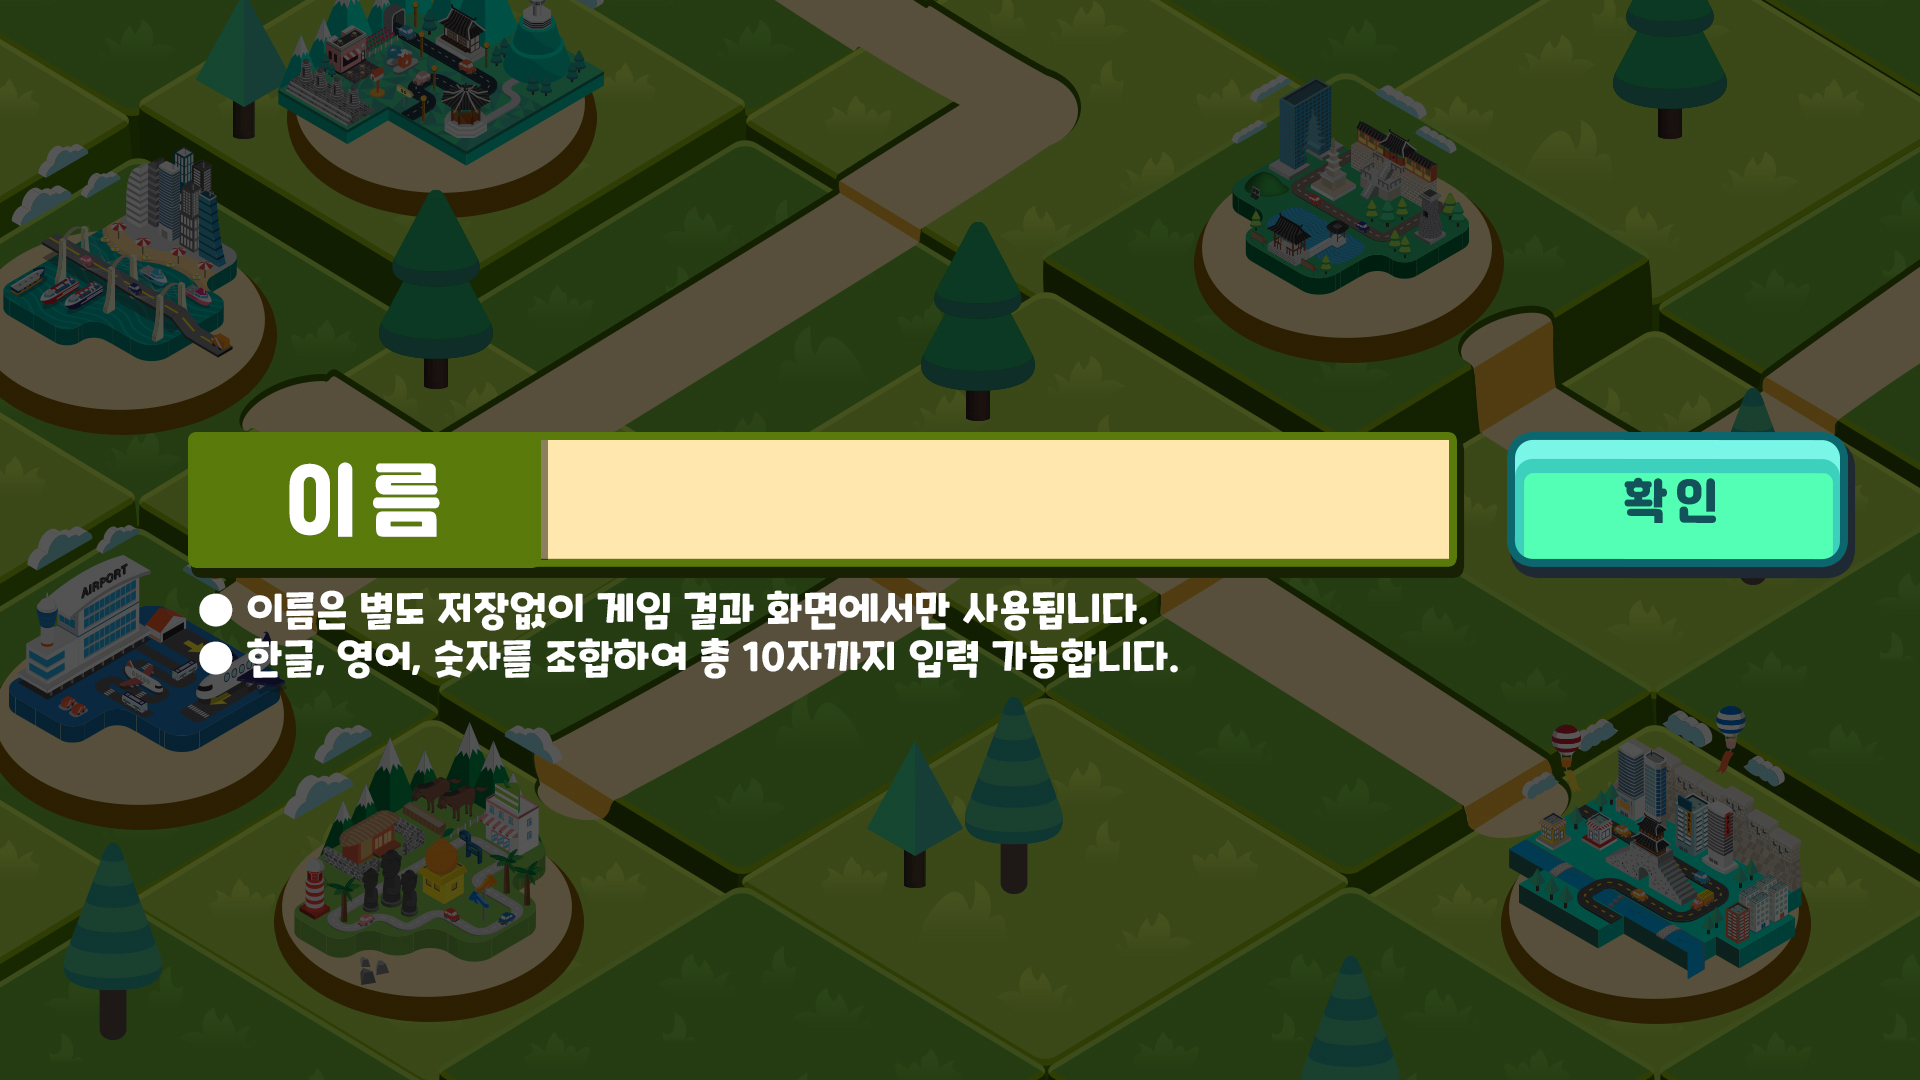 AIRPORT
이름
확인
● 이름은 별도 저장없이 게임 결과 화면에서만 사용됩니다.
● 한글, 영어, 숫자를 조합하여 총 10자까지 입력 가능합니다.